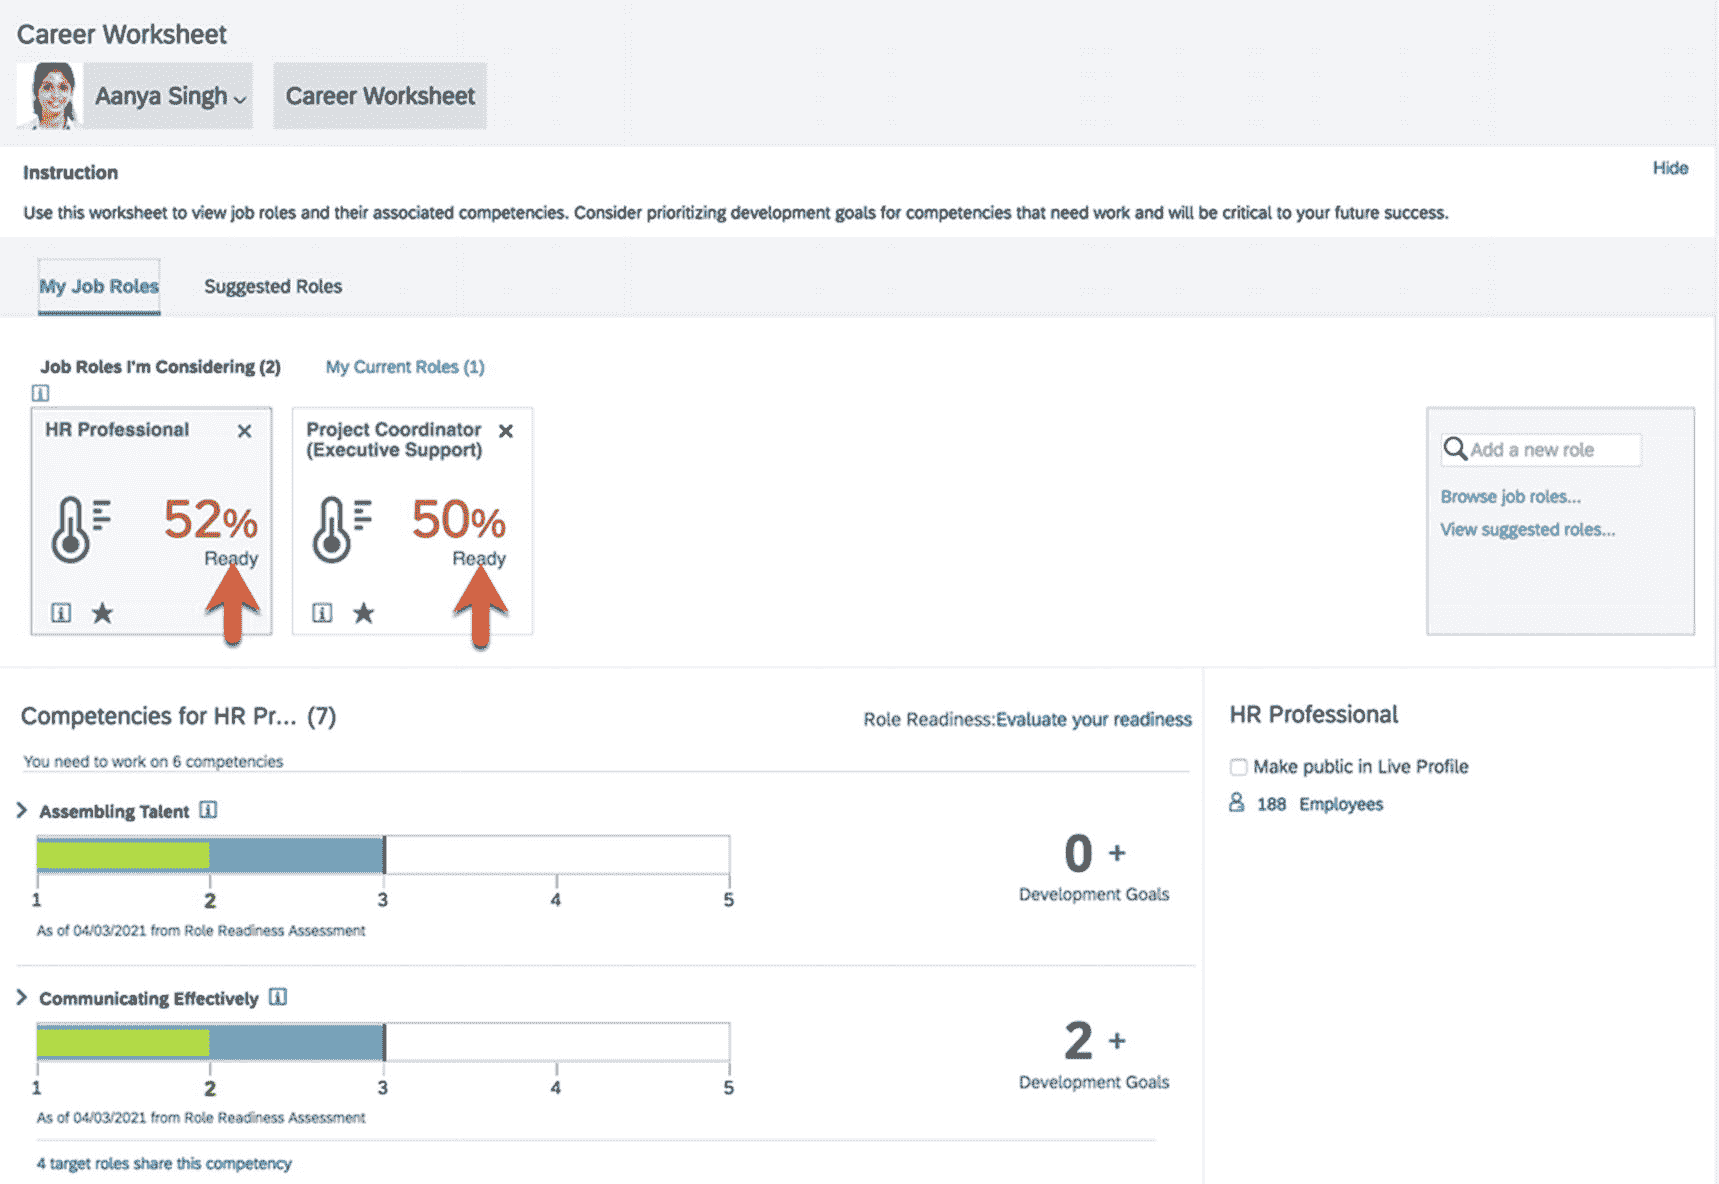 Career Worksheet
Aanya Singh
Career Worksheet
Instruction
Hide
Use this worksheet to view job roles and their associated competencies. Consider prioritizing development goals for competencies that need work and will be critical to your future success.
My Job Roles
Suggested Roles
Job Roles I'm Considering (2)
My Current Roles (1)
HR Professional
52%
Ready
Project Coordinator
(Executive Support)
50%
Ready
Add a new role
Browse job roles...
View suggested roles...
Competencies for HR Pr... (7)
Role Readiness:Evaluate your readiness
You need to work on 6 competencies
Assembling Talent
1 2 3 4 5
As of 04/03/2021 from Role Readiness Assessment
0 +
Development Goals
Communicating Effectively
1 2 3 4 5
As of 04/03/2021 from Role Readiness Assessment
2 +
Development Goals
4 target roles share this competency
HR Professional
Make public in Live Profile
188 Employees